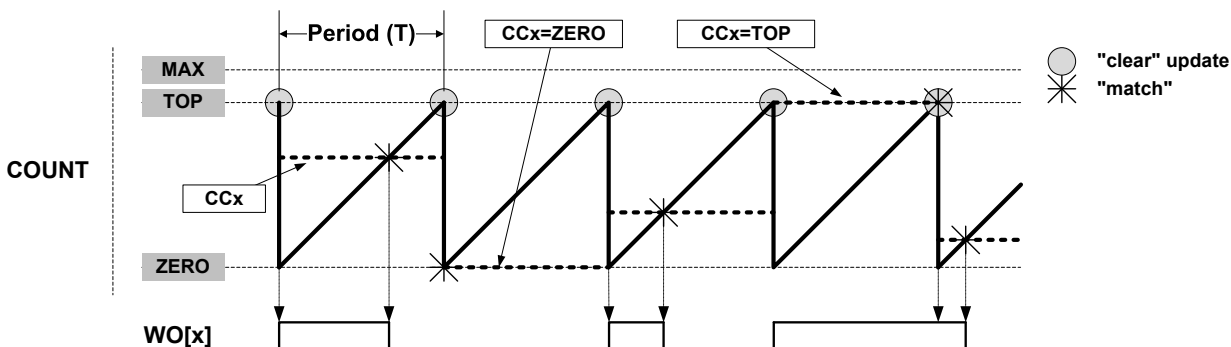 Period (T)
CCx=ZERO
CCx=TOP
"clear" update
"match"
MAX
TOP
COUNT
CCx
ZERO
WO[x]